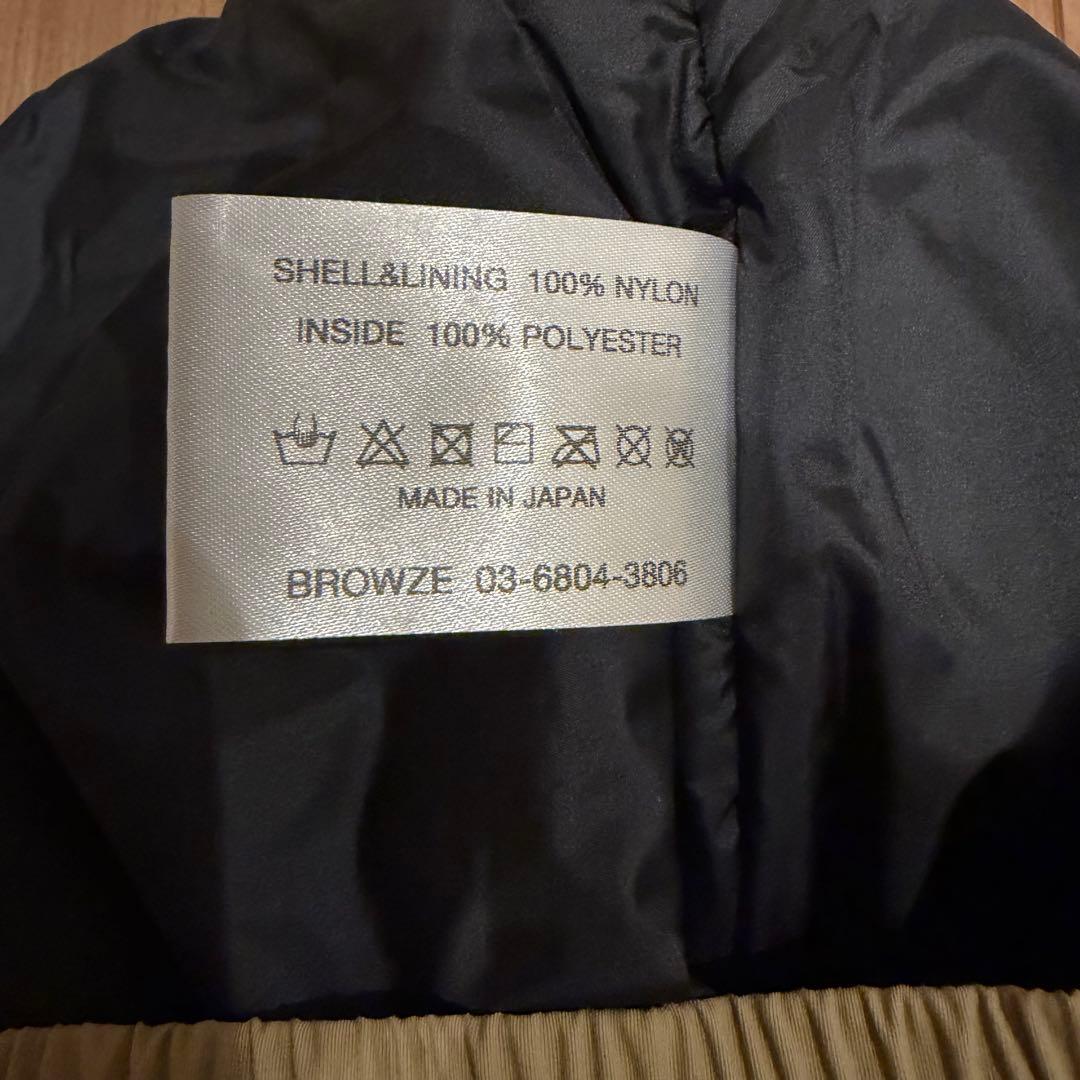 SHELL&LINING 100% NYLON
INSIDE 100% POLYESTER
MADE IN JAPAN
BROWZE 03-6804-3806